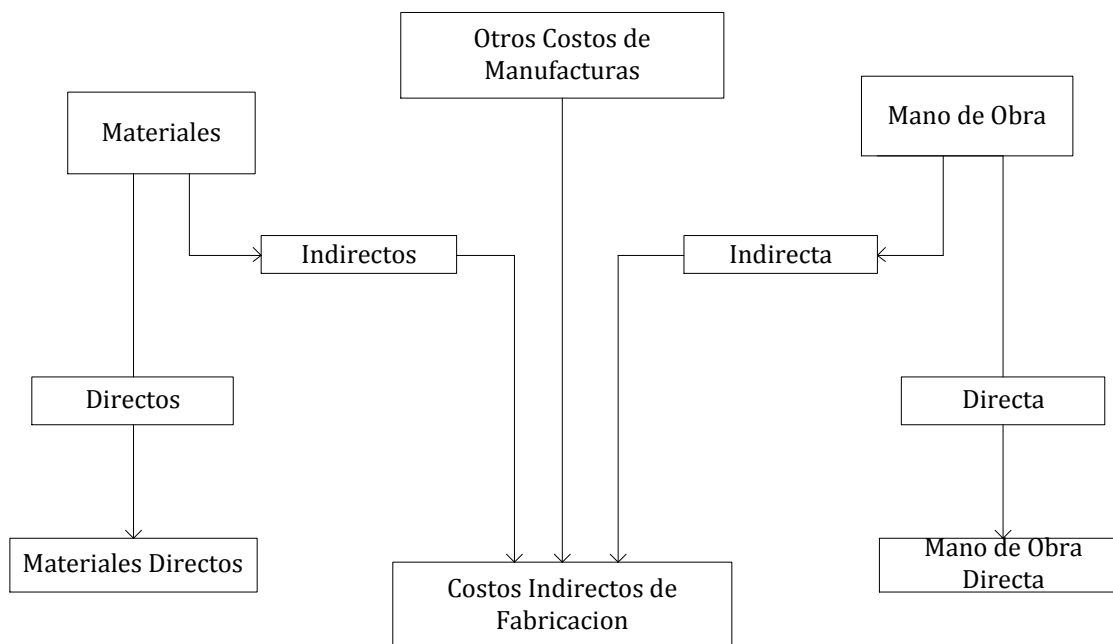 Otros Costos de
Manufacturas
Materiales
Mano de Obra
Indirectos
Indirecta
Directos
Directa
Materiales Directos
Mano de Obra
Directa
Costos Indirectos de
Fabricacion